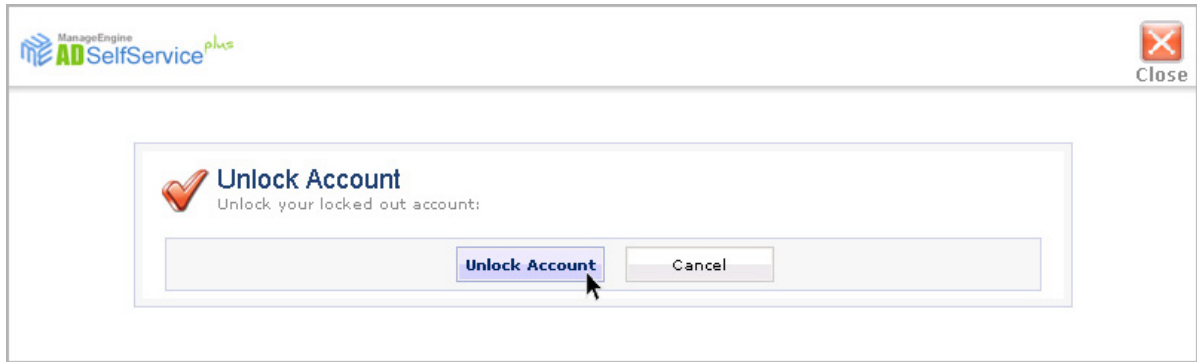 ManageEngine
ADSelfService plus
Close
Unlock Account
Unlock your locked out account:
Unlock Account Cancel